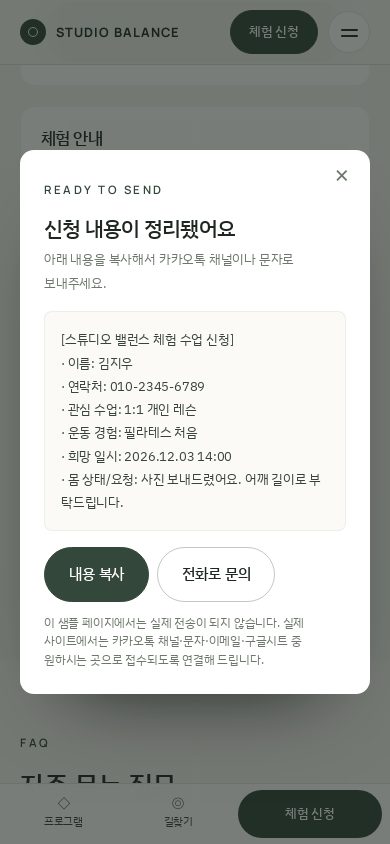 STUDIO BALANCE
체험 신청
체험 안내
READY TO SEND
신청 내용이 정리됐어요
아래 내용을 복사해서 카카오톡 채널이나 문자로
보내주세요.
[스튜디오 밸런스 체험 수업 신청]
· 이름: 김지우
· 연락처: 010-2345-6789
· 관심 수업: 1:1 개인 레슨
· 운동 경험: 필라테스 처음
· 희망 일시: 2026.12.03 14:00
· 몸 상태/요청: 사진 보내드렸어요. 어깨 길이로 부
탁드립니다.
내용 복사
전화로 문의
이 샘플 페이지에서는 실제 전송이 되지 않습니다. 실제
사이트에서는 카카오톡 채널·문자·이메일·구글시트 중
원하시는 곳으로 접수되도록 연결해 드립니다.
FAQ
자주 묻는 질문
프로그램
길찾기
체험 신청